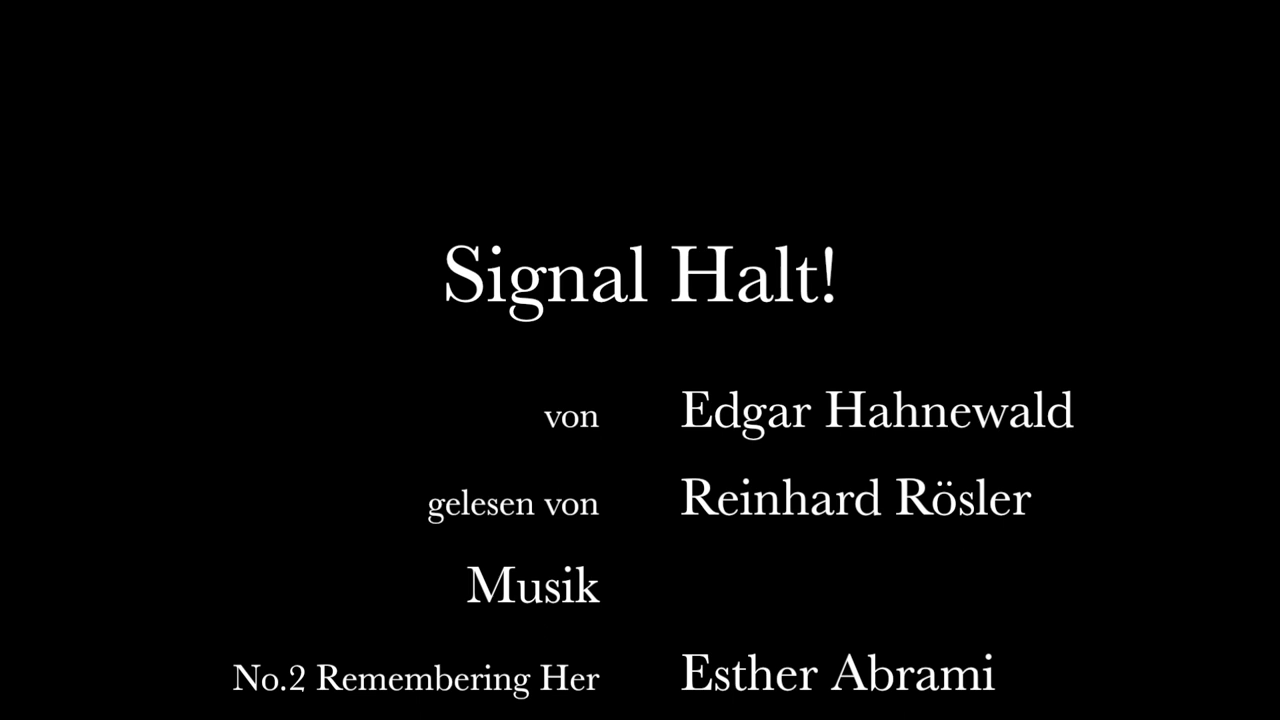 Signal Halt!
von Edgar Hahnewald
gelesen von Reinhard Rösler
Musik
No.2 Remembering Her Esther Abrami